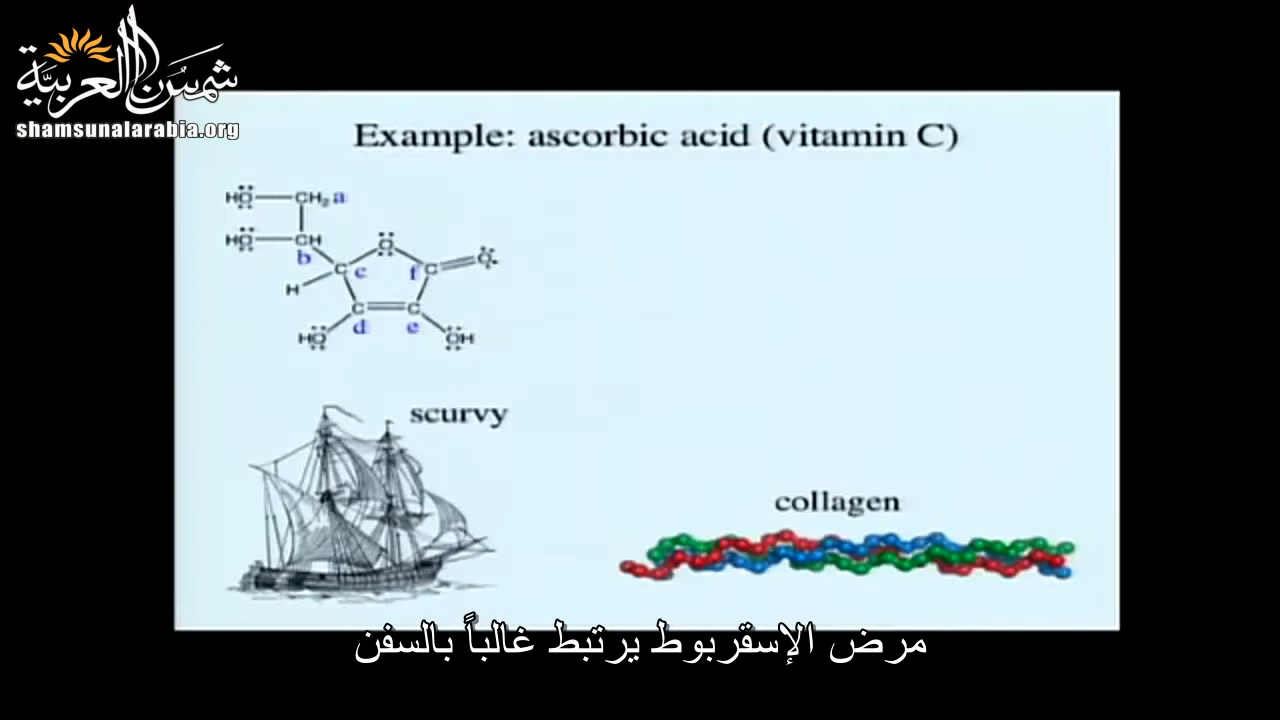 شمس العربية
shamsunalarabia.org
Example: ascorbic acid (vitamin C)
HO CH₂ a
HO CH
b
O
C c f C O
H
C C
HO d e OH
scurvy
collagen
مرض الإسقربوط يرتبط غالباً بالسفن